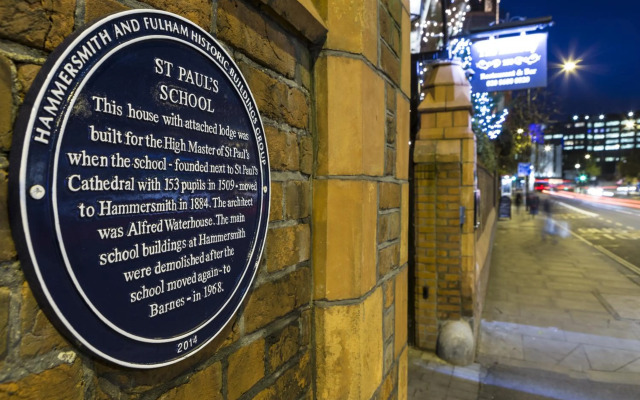 HAMMERSMITH AND FULHAM HISTORIC BUILDINGS GROUP
ST PAUL'S
SCHOOL
This house with attached lodge was
built for the High Master of St Paul's
when the school - founded next to St Paul's
Cathedral with 153 pupils in 1509 - moved
to Hammersmith in 1884. The architect
was Alfred Waterhouse. The main
school buildings at Hammersmith
were demolished after the
school moved again - to
Barnes - in 1968.
2014
Restaurant & Bar